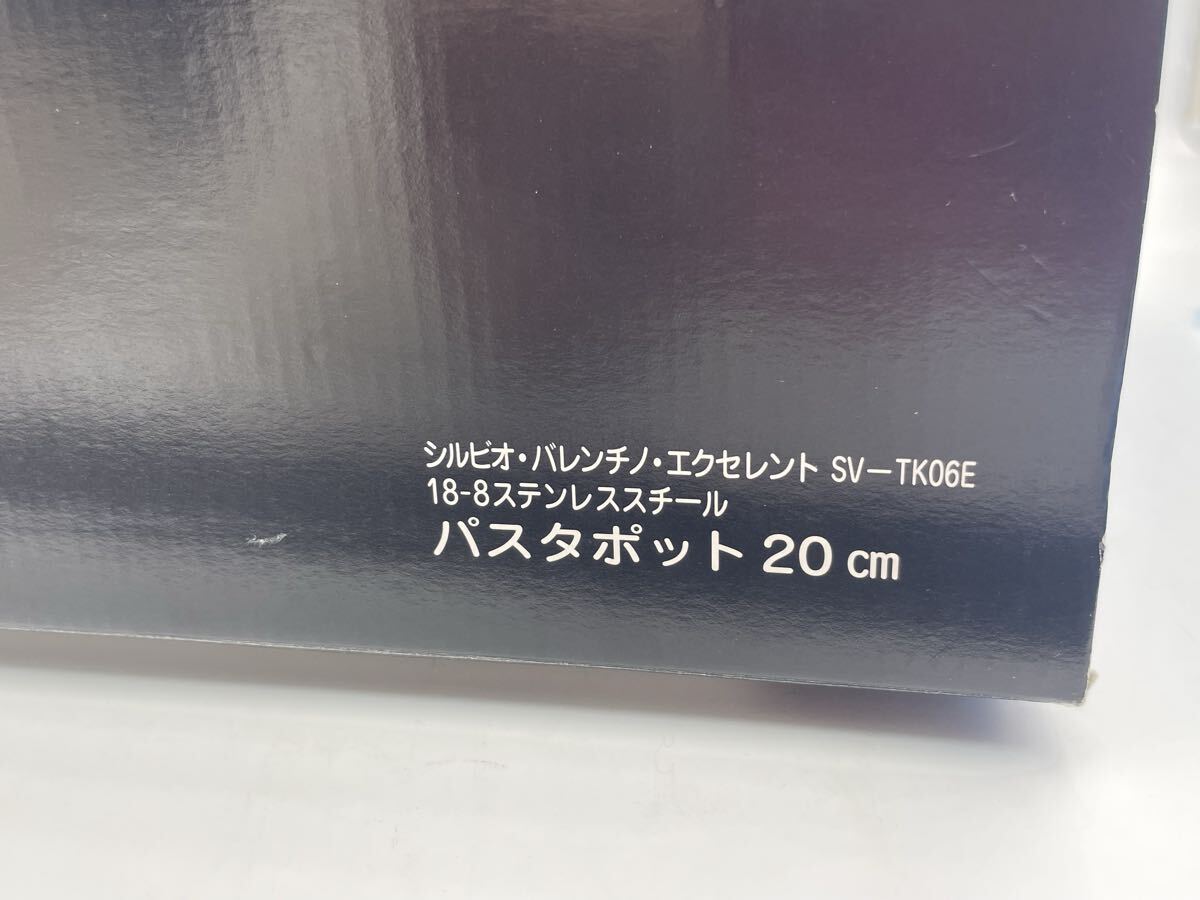 シルビオ・バレンチノ・エクセレント SV－TK06E
18-8ステンレススチール
パスタポット 20 cm